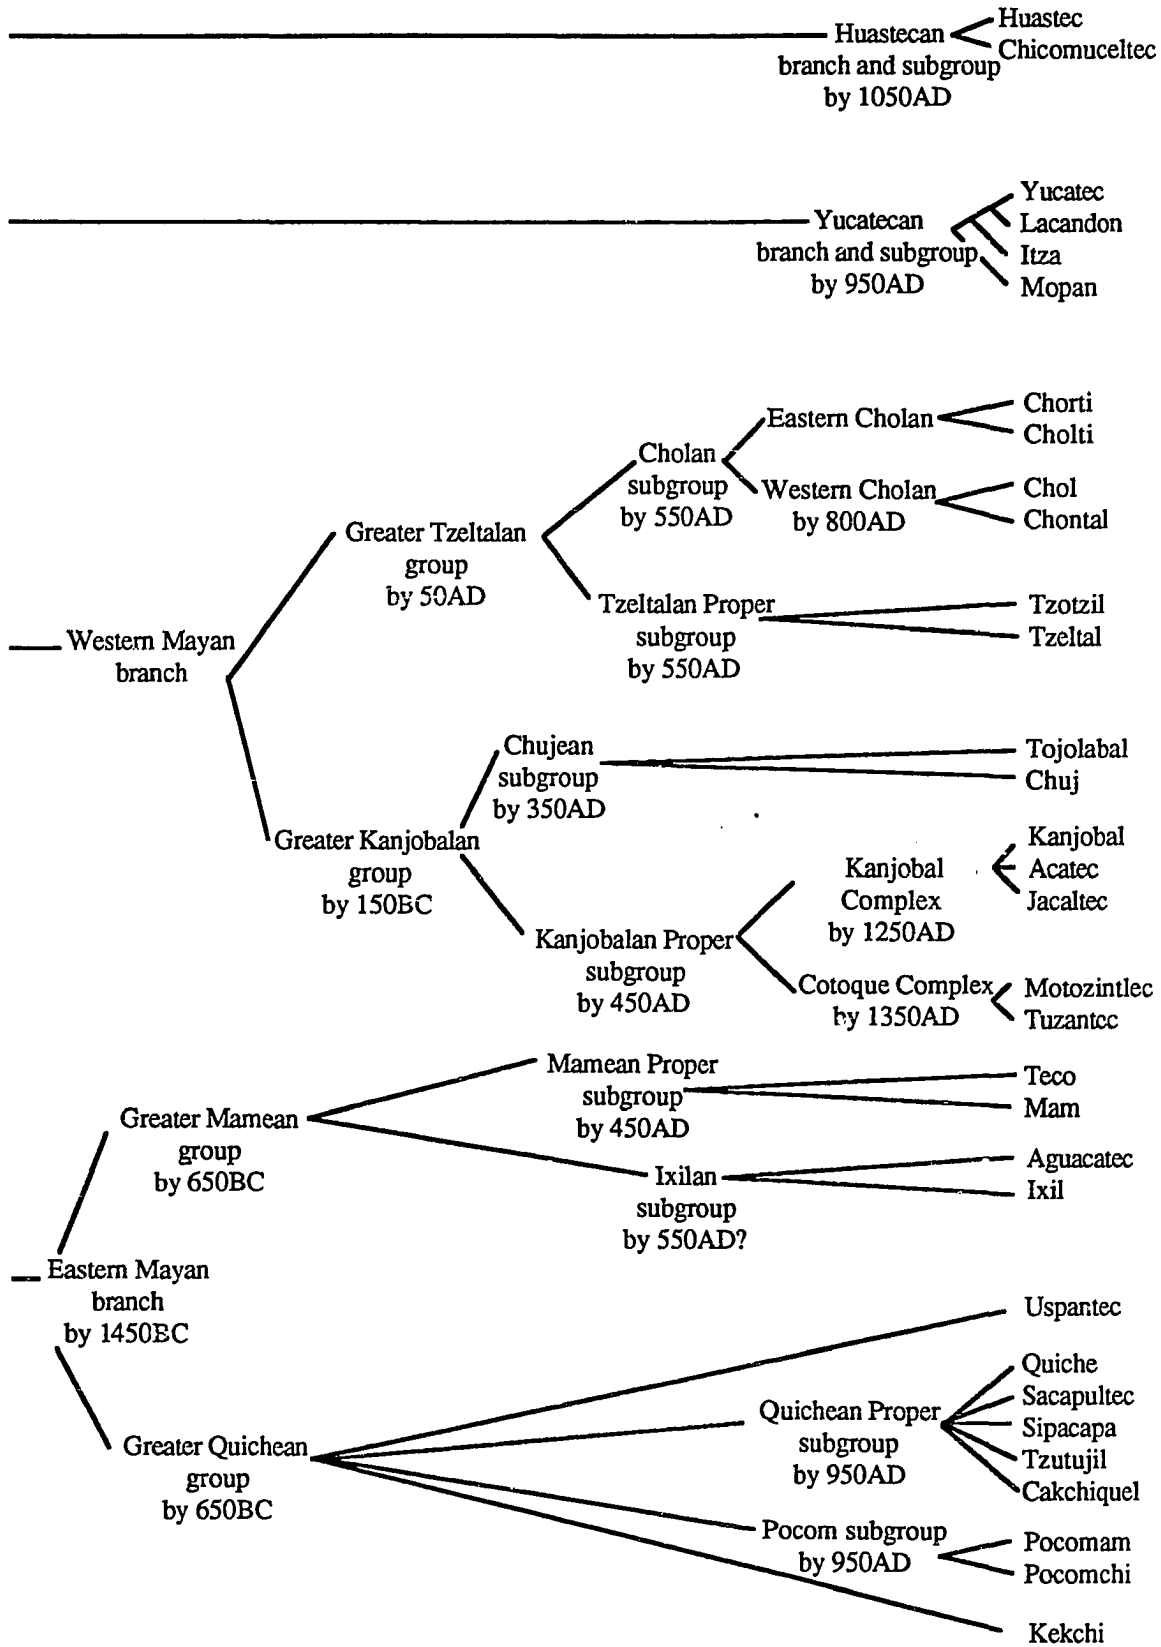 Huastecan
branch and subgroup
by 1050AD
Huastec
Chicomuceltec
Yucatecan
branch and subgroup
by 950AD
Yucatec
Lacandon
Itza
Mopan
Western Mayan
branch
Greater Tzeltalan
group
by 50AD
Cholan
subgroup
by 550AD
Eastern Cholan
Chorti
Cholti
Western Cholan
by 800AD
Chol
Chontal
Tzeltalan Proper
subgroup
by 550AD
Tzotzil
Tzeltal
Greater Kanjobalan
group
by 150BC
Chujean
subgroup
by 350AD
Tojolabal
Chuj
Kanjobalan Proper
subgroup
by 450AD
Kanjobal
Complex
by 1250AD
Kanjobal
Acatec
Jacaltec
Cotoque Complex
by 1350AD
Motozintlec
Tuzantec
Eastern Mayan
branch
by 1450BC
Greater Mamean
group
by 650BC
Mamean Proper
subgroup
by 450AD
Teco
Mam
Ixilan
subgroup
by 550AD?
Aguacatec
Ixil
Greater Quichean
group
by 650BC
Uspantec
Quichean Proper
subgroup
by 950AD
Quiche
Sacapultec
Sipacapa
Tzutujil
Cakchiquel
Pocom subgroup
by 950AD
Pocomam
Pocomchi
Kekchi